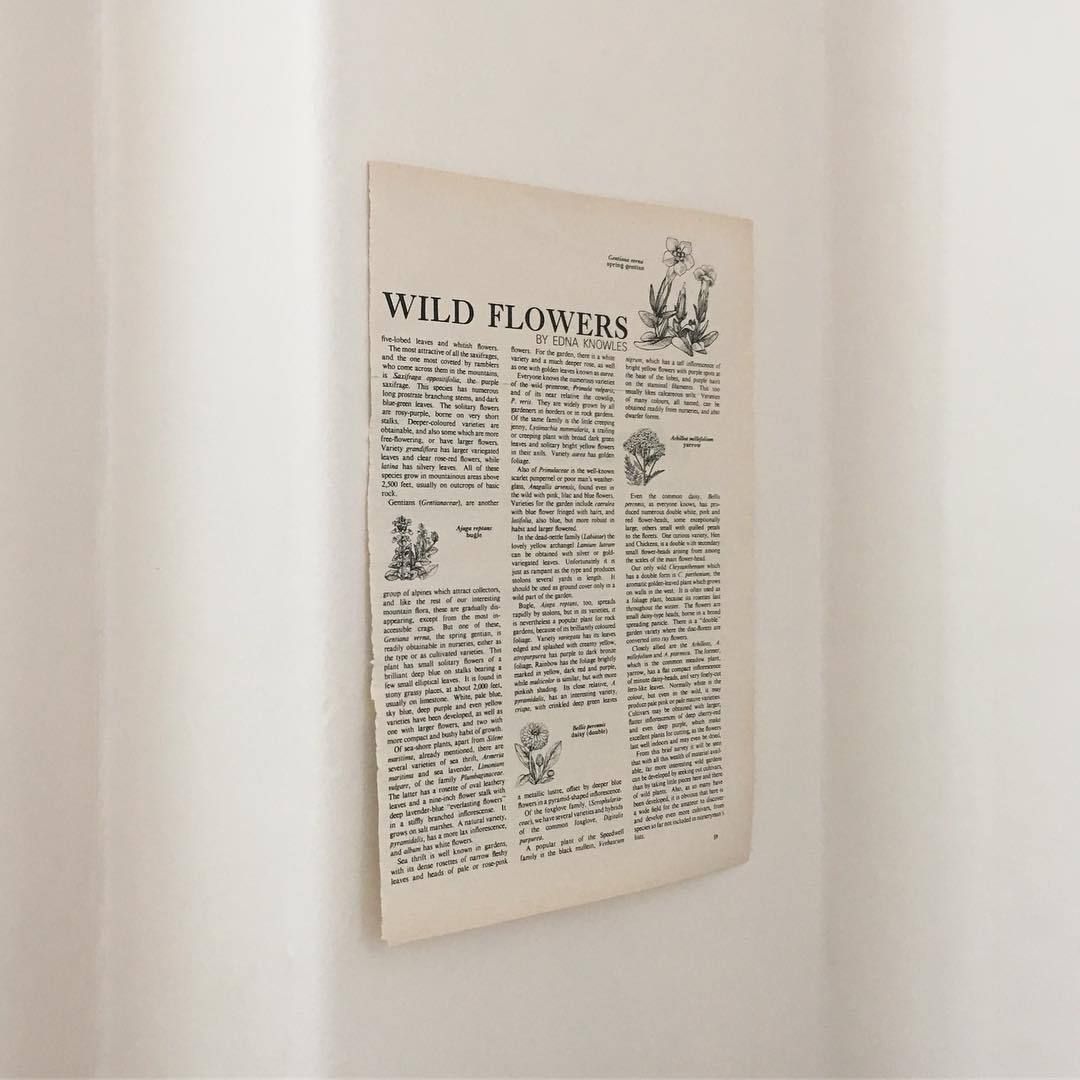 Gentiana verna
spring gentian
WILD FLOWERS
BY EDNA KNOWLES
five-lobed leaves and whitish flowers.
The most attractive of all the saxifrages,
and the one most coveted by ramblers
who come across them in the mountains,
is Saxifraga oppositifolia, the purple
saxifrage. This species has numerous
long prostrate branching stems, and dark
blue-green leaves. The solitary flowers
are rosy-purple, borne on very short
stalks. Deeper-coloured varieties are
obtainable, and also some which are more
free-flowering, or have larger flowers.
Variety grandiflora has larger variegated
leaves and clear rose-red flowers, while
latina has silvery leaves. All of these
species grow in mountainous areas above
2,500 feet, usually on outcrops of basic
rock.
Gentians (Gentianaceae), are another
Ajuga reptans
bugle
group of alpines which attract collectors,
and like the rest of our interesting
mountain flora, these are gradually dis-
appearing, except from the most in-
accessible crags. But one of these,
Gentiana verna, the spring gentian, is
readily obtainable in nurseries, either as
the type or as cultivated varieties. This
plant has small solitary flowers of a
brilliant deep blue on stalks bearing a
few small elliptical leaves. It is found in
stony grassy places, at about 2,000 feet,
usually on limestone. White, pale blue,
sky blue, deep purple and even yellow
varieties have been developed, as well as
one with larger flowers, and two with
more compact and bushy habit of growth.
Of sea-shore plants, apart from Silene
maritima, already mentioned, there are
several varieties of sea thrift, Armeria
maritima and sea lavender, Limonium
vulgare, of the family Plumbaginaceae.
The latter has a rosette of oval leathery
leaves and a nine-inch flower stalk with
deep lavender-blue "everlasting flowers"
in a stiffly branched inflorescence. It
grows on salt marshes. A natural variety,
pyramidalis, has a more lax inflorescence,
and album has white flowers.
Sea thrift is well known in gardens,
with its dense rosettes of narrow fleshy
leaves and heads of pale or rose-pink
flowers. For the garden, there is a white
variety and a much deeper rose, as well
as one with golden leaves known as aurea.
Everyone knows the numerous varieties
of the wild primrose, Primula vulgaris,
and of its near relative the cowslip,
P. veris. They are widely grown by all
gardeners in borders or in rock gardens.
Of the same family is the little creeping
jenny, Lysimachia nummularia, a trailing
or creeping plant with broad dark green
leaves and solitary bright yellow flowers
in their axils. Variety aurea has golden
foliage.
Also of Primulaceae is the well-known
scarlet pimpernel or poor man's weather-
glass, Anagallis arvensis, found even in
the wild with pink, lilac and blue flowers.
Varieties for the garden include caerulea
with blue flower fringed with hairs, and
latifolia, also blue, but more robust in
habit and larger flowered.
In the dead-nettle family (Labiatae) the
lovely yellow archangel Lamium luteum
can be obtained with silver or gold-
variegated leaves. Unfortunately it is
just as rampant as the type and produces
stolons several yards in length. It
should be used as ground cover only in a
wild part of the garden.
Bugle, Ajuga reptans, too, spreads
rapidly by stolons, but in its varieties, it
is nevertheless a popular plant for rock
gardens, because of its brilliantly coloured
foliage. Variety variegata has its leaves
edged and splashed with creamy yellow,
atropurpurea has purple to dark bronze
foliage, Rainbow has the foliage brightly
marked in yellow, dark red and purple,
while multicolor is similar, but with more
pinkish shading. Its close relative, A.
pyramidalis, has an interesting variety,
crispa, with crinkled deep green leaves
Bellis perennis
daisy (double)
a metallic lustre, offset by deeper blue
flowers in a pyramid-shaped inflorescence.
Of the foxglove family, (Scrophularia-
ceae), we have several varieties and hybrids
of the common foxglove, Digitalis
purpurea.
A popular plant of the Speedwell
family is the black mullein, Verbascum
nigrum, which has a tall inflorescence of
bright yellow flowers with purple spots at
the base of the lobes, and purple hairs
on the staminal filaments. This too
usually likes calcareous soils. Varieties
of many colours, all named, can be
obtained readily from nurseries, and also
dwarfer forms.
Achillea millefolium
yarrow
Even the common daisy, Bellis
perennis, as everyone knows, has pro-
duced numerous double white, pink and
red flower-heads, some exceptionally
large, others small with quilled petals
to the florets. One curious variety, Hen
and Chickens, is a double with secondary
small flower-heads arising from among
the scales of the main flower-head.
Our only wild Chrysanthemum which
has a double form is C. parthenium, the
aromatic golden-leaved plant which grows
on walls in the west. It is often used as
a foliage plant, because its rosettes last
throughout the winter. The flowers are
small daisy-type heads, borne in a broad
spreading panicle. There is a "double"
garden variety where the disc-florets are
converted into ray flowers.
Closely allied are the Achilleas, A.
millefolium and A. ptarmica. The former,
which is the common meadow plant,
yarrow, has a flat compact inflorescence
of minute daisy-heads, and very finely-cut
fern-like leaves. Normally white is the
colour, but even in the wild, it may
produce pale pink or pale mauve varieties.
Cultivars may be obtained with larger,
flatter inflorescences of deep cherry-red
and even deep purple, which make
excellent plants for cutting, as the flowers
last well indoors and may even be dried.
From this brief survey it will be seen
that with all this wealth of material avail-
able, far more interesting wild gardens
can be developed by seeking out cultivars,
than by taking little pieces here and there
of wild plants. Also, as so many have
been developed, it is obvious that here is
a wide field for the amateur to discover
and develop even more cultivars, from
species so far not included in nurseryman's
lists.